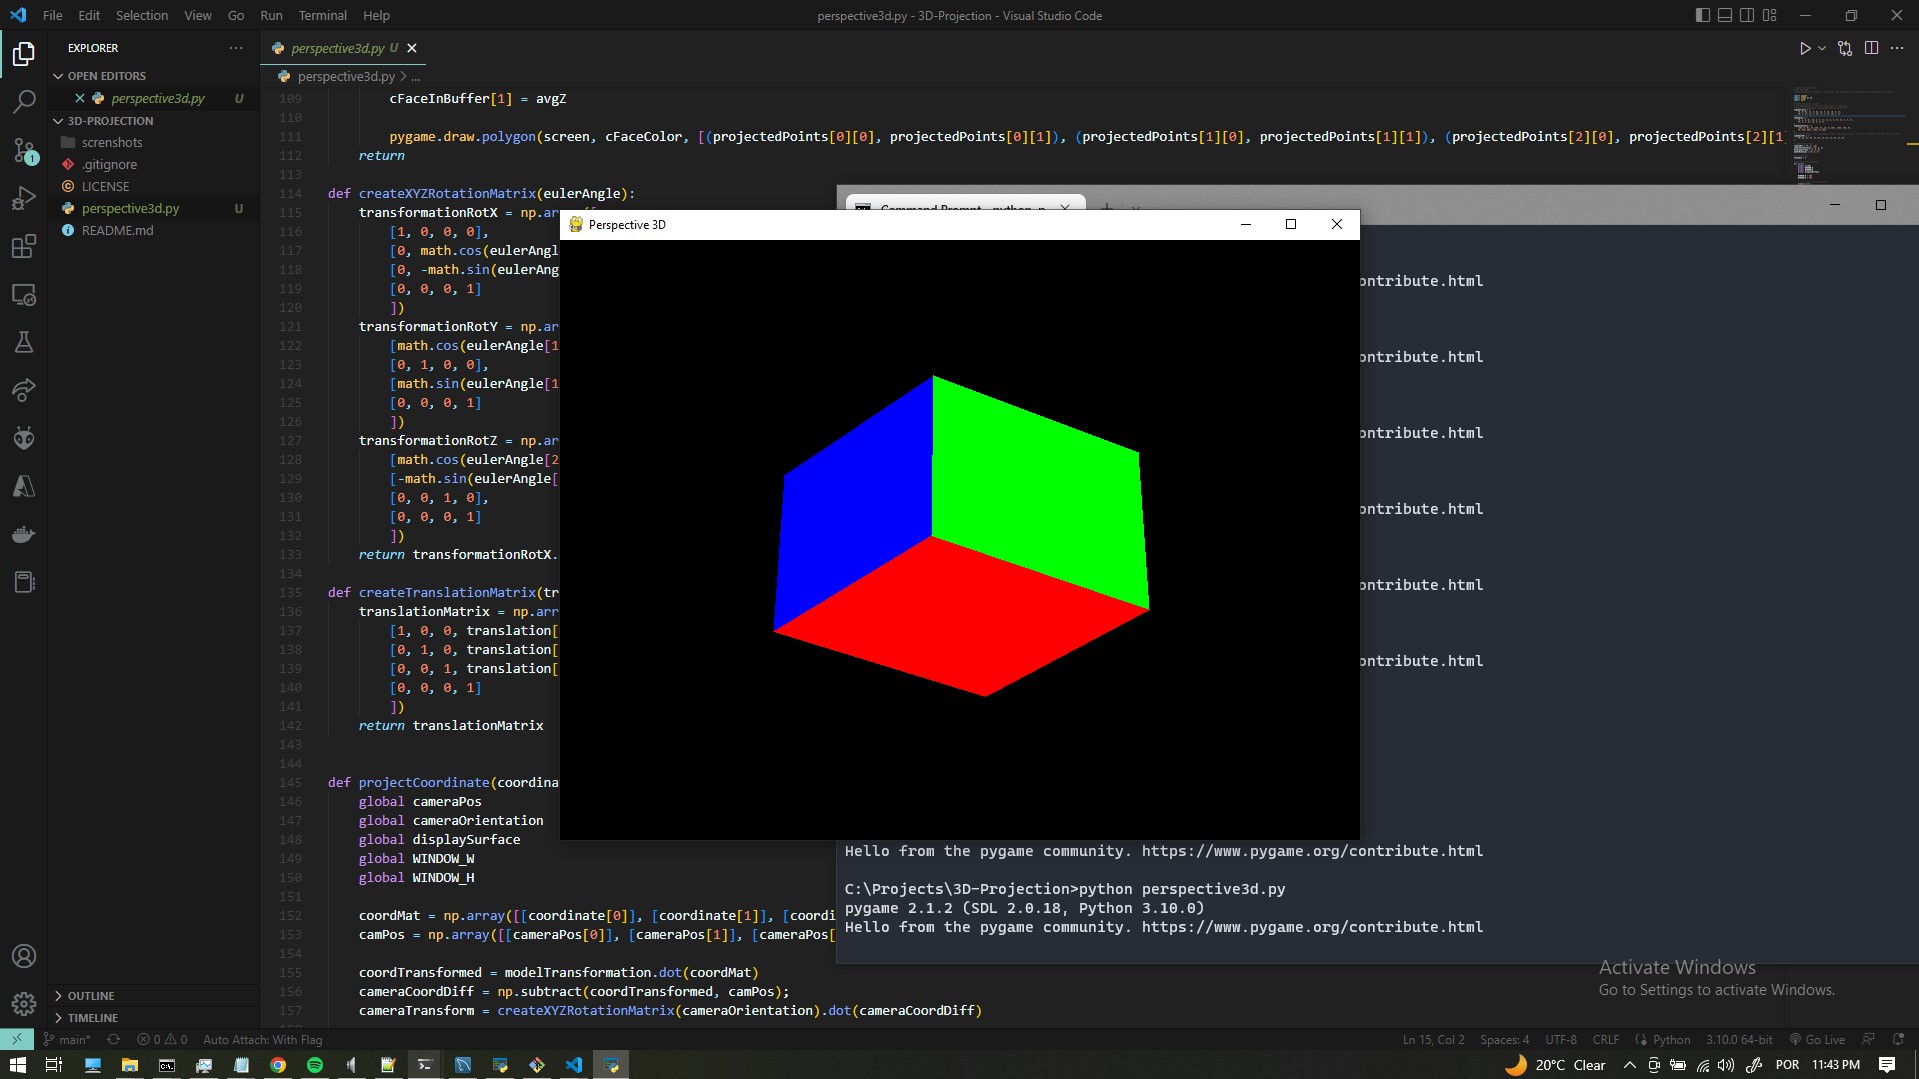 File Edit Selection View Go Run Terminal Help
perspective3d.py - 3D-Projection - Visual Studio Code
EXPLORER
OPEN EDITORS
perspective3d.py U
3D-PROJECTION
screnshots
.gitignore
LICENSE
perspective3d.py U
README.md
OUTLINE
TIMELINE
perspective3d.py U
perspective3d.py > ...
109 cFaceInBuffer[1] = avgZ
110
111 pygame.draw.polygon(screen, cFaceColor, [(projectedPoints[0][0], projectedPoints[0][1]), (projectedPoints[1][0], projectedPoints[1][1]), (projectedPoints[2][0], projectedPoints[2][1]
112 return
113
114 def createXYZRotationMatrix(eulerAngle):
115 transformationRotX = np.array([
116 [1, 0, 0, 0],
117 [0, math.cos(eulerAngl
118 [0, -math.sin(eulerAng
119 [0, 0, 0, 1]
120 ])
121 transformationRotY = np.ar
122 [math.cos(eulerAngle[1
123 [0, 1, 0, 0],
124 [math.sin(eulerAngle[1
125 [0, 0, 0, 1]
126 ])
127 transformationRotZ = np.ar
128 [math.cos(eulerAngle[2
129 [-math.sin(eulerAngle[
130 [0, 0, 1, 0],
131 [0, 0, 0, 1]
132 ])
133 return transformationRotX.
134
135 def createTranslationMatrix(tr
136 translationMatrix = np.arr
137 [1, 0, 0, translation[
138 [0, 1, 0, translation[
139 [0, 0, 1, translation[
140 [0, 0, 0, 1]
141 ])
142 return translationMatrix
143
144
145 def projectCoordinate(coordina
146 global cameraPos
147 global cameraOrientation
148 global displaySurface
149 global WINDOW_W
150 global WINDOW_H
151
152 coordMat = np.array([[coordinate[0]], [coordinate[1]], [coordi
153 camPos = np.array([[cameraPos[0]], [cameraPos[1]], [cameraPos[
154
155 coordTransformed = modelTransformation.dot(coordMat)
156 cameraCoordDiff = np.subtract(coordTransformed, camPos);
157 cameraTransform = createXYZRotationMatrix(cameraOrientation).dot(cameraCoordDiff)
Command Prompt - python p
Perspective 3D
ontribute.html
ontribute.html
ontribute.html
ontribute.html
ontribute.html
ontribute.html
Hello from the pygame community. https://www.pygame.org/contribute.html
C:\Projects\3D-Projection>python perspective3d.py
pygame 2.1.2 (SDL 2.0.18, Python 3.10.0)
Hello from the pygame community. https://www.pygame.org/contribute.html
Activate Windows
Go to Settings to activate Windows.
main* 0 0 Auto Attach: With Flag
Ln 15, Col 2 Spaces: 4 UTF-8 CRLF Python 3.10.0 64-bit Go Live
20°C Clear POR 11:43 PM